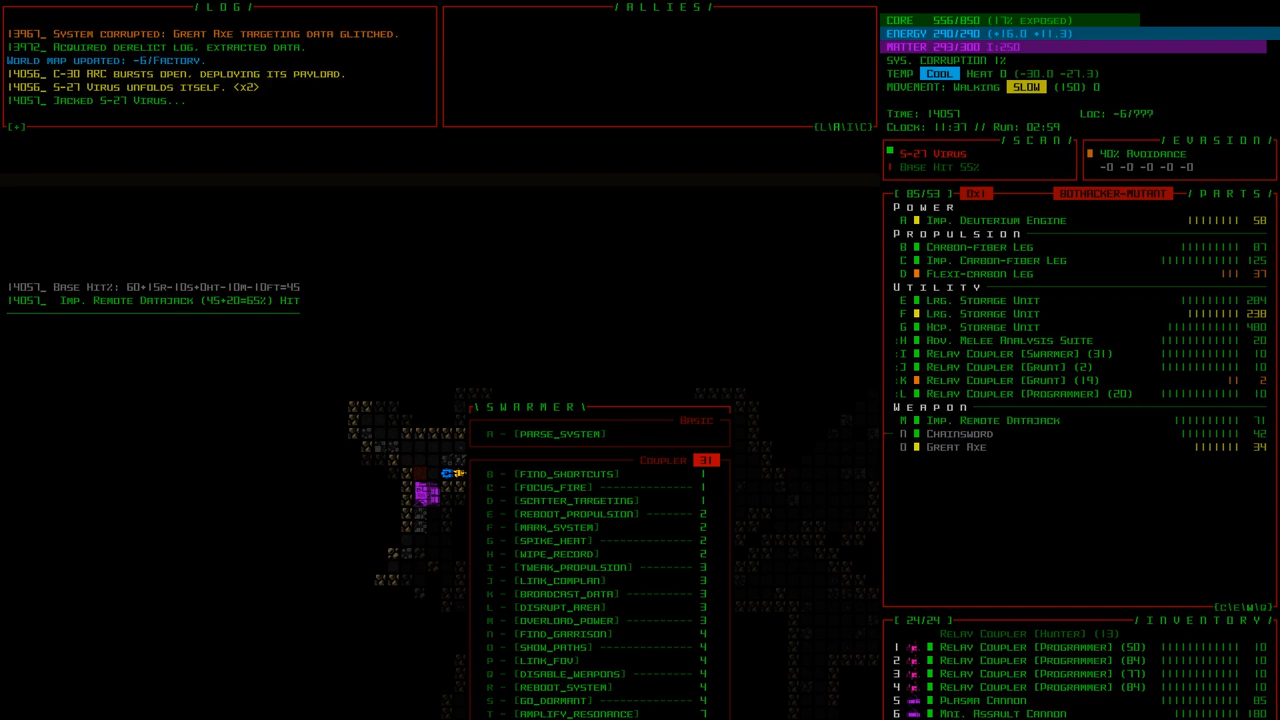 / LOG /
13967_ System corrupted: Great Axe targeting data glitched.
13972_ Acquired derelict log, extracted data.
World map updated: -6/Factory.
14056_ C-30 ARC bursts open, deploying its payload.
14056_ S-27 Virus unfolds itself. <x2>
14057_ Jacked S-27 Virus...
[+]
/ ALLIES /
{L\A\I\C}
14057_ Base Hit%: 60+15R-10S+0HT-10M-10FT=45
14057_ Imp. Remote Datajack (45+20=65%) Hit
\SWARMER\
Basic
A - [PARSE_SYSTEM]
Coupler 31
B - [FIND_SHORTCUTS] 1
C - [FOCUS_FIRE] 1
D - [SCATTER_TARGETING] 1
E - [REBOOT_PROPULSION] 2
F - [MARK_SYSTEM] 2
G - [SPIKE_HEAT] 2
H - [WIPE_RECORD] 2
I - [TWEAK_PROPULSION] 3
J - [LINK_COMPLAN] 3
K - [BROADCAST_DATA] 3
L - [DISRUPT_AREA] 3
M - [OVERLOAD_POWER] 3
N - [FIND_GARRISON] 4
O - [SHOW_PATHS] 4
P - [LINK_FOV] 4
Q - [DISABLE_WEAPONS] 4
R - [REBOOT_SYSTEM] 4
S - [GO_DORMANT] 4
T - [AMPLIFY_RESONANCE] 7
Core 556/850 (17% exposed)
Energy 290/290 (+16.0 +11.3)
Matter 293/300 I:250
Sys. Corruption 1%
Temp Cool Heat 0 (-30.0 -27.3)
Movement: Walking SLOW (150) 0
Time: 14057 Loc: -6/???
Clock: 11:37 // Run: 02:59
/ SCAN /
S-27 Virus
Base Hit 55%
/ EVASION /
40% Avoidance
-0 -0 -0 -0 -0
[ 85/53 ] 0x1 BOTHACKER-MUTANT / PARTS /
Power
A Imp. Deuterium Engine 58
Propulsion
B Carbon-fiber Leg 87
C Imp. Carbon-fiber Leg 125
D Flexi-carbon Leg 37
Utility
E Lrg. Storage Unit 284
F Lrg. Storage Unit 238
G Hcp. Storage Unit 480
:H Adv. Melee Analysis Suite 20
:I Relay Coupler [Swarmer] (31) 10
:J Relay Coupler [Grunt] (2) 10
:K Relay Coupler [Grunt] (19) 2
:L Relay Coupler [Programmer] (20) 10
Weapon
M Imp. Remote Datajack 71
N Chainsword 42
O Great Axe 34
{C\E\W\Q}
[ 24/24 ] / INVENTORY /
Relay Coupler [Hunter] (13)
1 Relay Coupler [Programmer] (50) 10
2 Relay Coupler [Programmer] (84) 10
3 Relay Coupler [Programmer] (77) 10
4 Relay Coupler [Programmer] (84) 10
5 Plasma Cannon 85
6 Mni. Assault Cannon 180